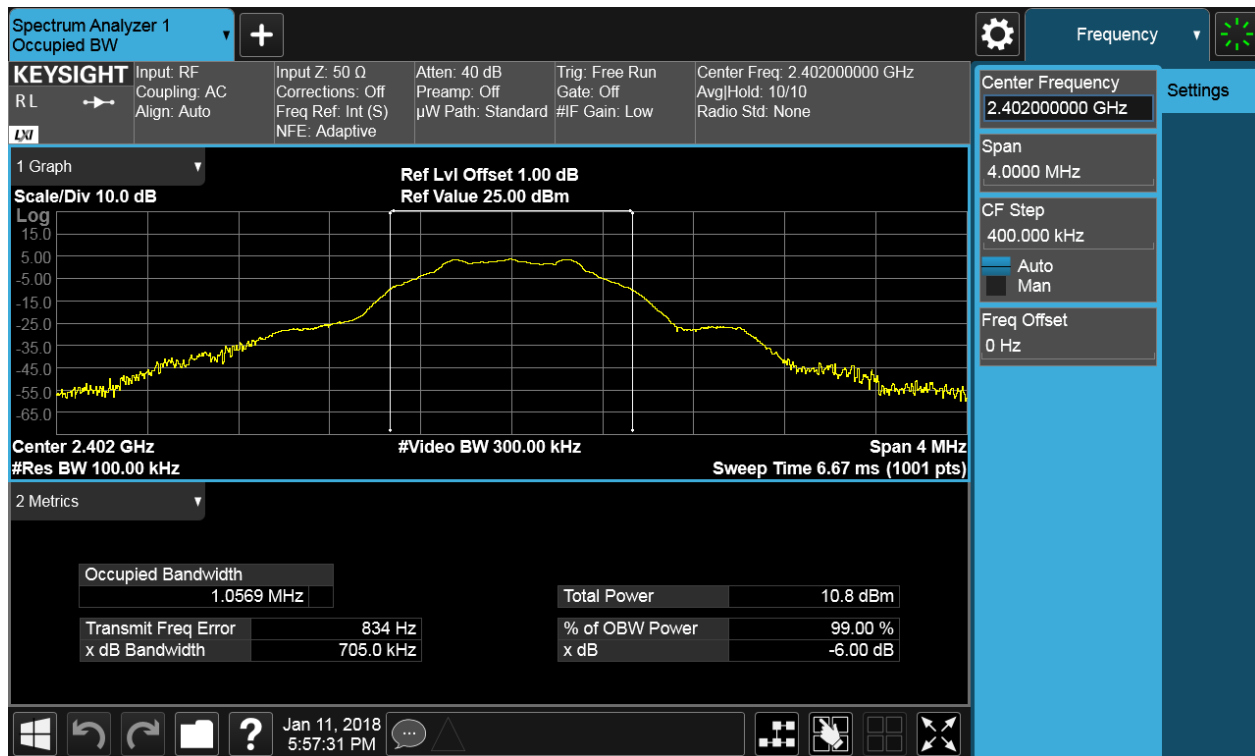 Spectrum Analyzer 1
Occupied BW
+
Frequency
KEYSIGHT
RL
LXI
Input: RF
Coupling: AC
Align: Auto
Input Z: 50 Ω
Corrections: Off
Freq Ref: Int (S)
NFE: Adaptive
Atten: 40 dB
Preamp: Off
µW Path: Standard
Trig: Free Run
Gate: Off
#IF Gain: Low
Center Freq: 2.402000000 GHz
Avg|Hold: 10/10
Radio Std: None
Center Frequency
2.402000000 GHz
Settings
Span
4.0000 MHz
CF Step
400.000 kHz
Auto
Man
Freq Offset
0 Hz
1 Graph
Scale/Div 10.0 dB
Ref Lvl Offset 1.00 dB
Ref Value 25.00 dBm
Log
15.0
5.00
-5.00
-15.0
-25.0
-35.0
-45.0
-55.0
-65.0
Center 2.402 GHz
#Video BW 300.00 kHz
Span 4 MHz
#Res BW 100.00 kHz
Sweep Time 6.67 ms (1001 pts)
2 Metrics
Occupied Bandwidth
1.0569 MHz
Total Power 10.8 dBm
Transmit Freq Error 834 Hz
% of OBW Power 99.00 %
x dB Bandwidth 705.0 kHz
x dB -6.00 dB
?
Jan 11, 2018
5:57:31 PM